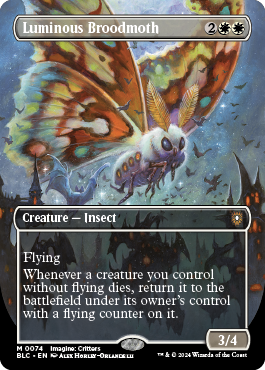 Luminous Broodmoth 2
Creature — Insect
Flying
Whenever a creature you control
without flying dies, return it to the
battlefield under its owner's control
with a flying counter on it.
3/4
M 0074 Imagine: Critters
BLC • EN Alex Horley-Orlandelli
™ & © 2024 Wizards of the Coast